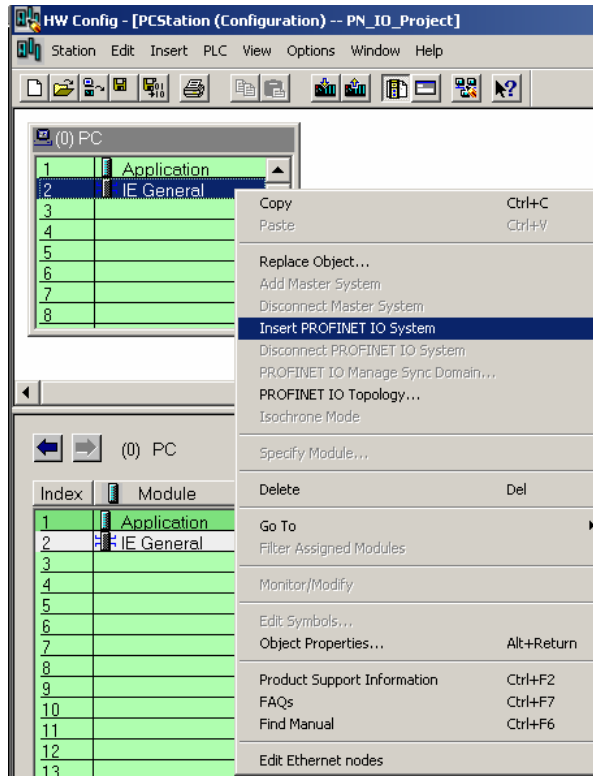 HW Config - [PCStation (Configuration) -- PN_IO_Project]
Station Edit Insert PLC View Options Window Help
(0) PC
1 Application
2 IE General
3
4
5
6
7
8
Copy Ctrl+C
Paste Ctrl+V
Replace Object...
Add Master System
Disconnect Master System
Insert PROFINET IO System
Disconnect PROFINET IO System
PROFINET IO Manage Sync Domain...
PROFINET IO Topology...
Isochrone Mode
Specify Module...
Delete Del
Go To
Filter Assigned Modules
Monitor/Modify
Edit Symbols...
Object Properties... Alt+Return
Product Support Information Ctrl+F2
FAQs Ctrl+F7
Find Manual Ctrl+F6
Edit Ethernet nodes
(0) PC
Index Module
1 Application
2 IE General
3
4
5
6
7
8
9
10
11
12
13